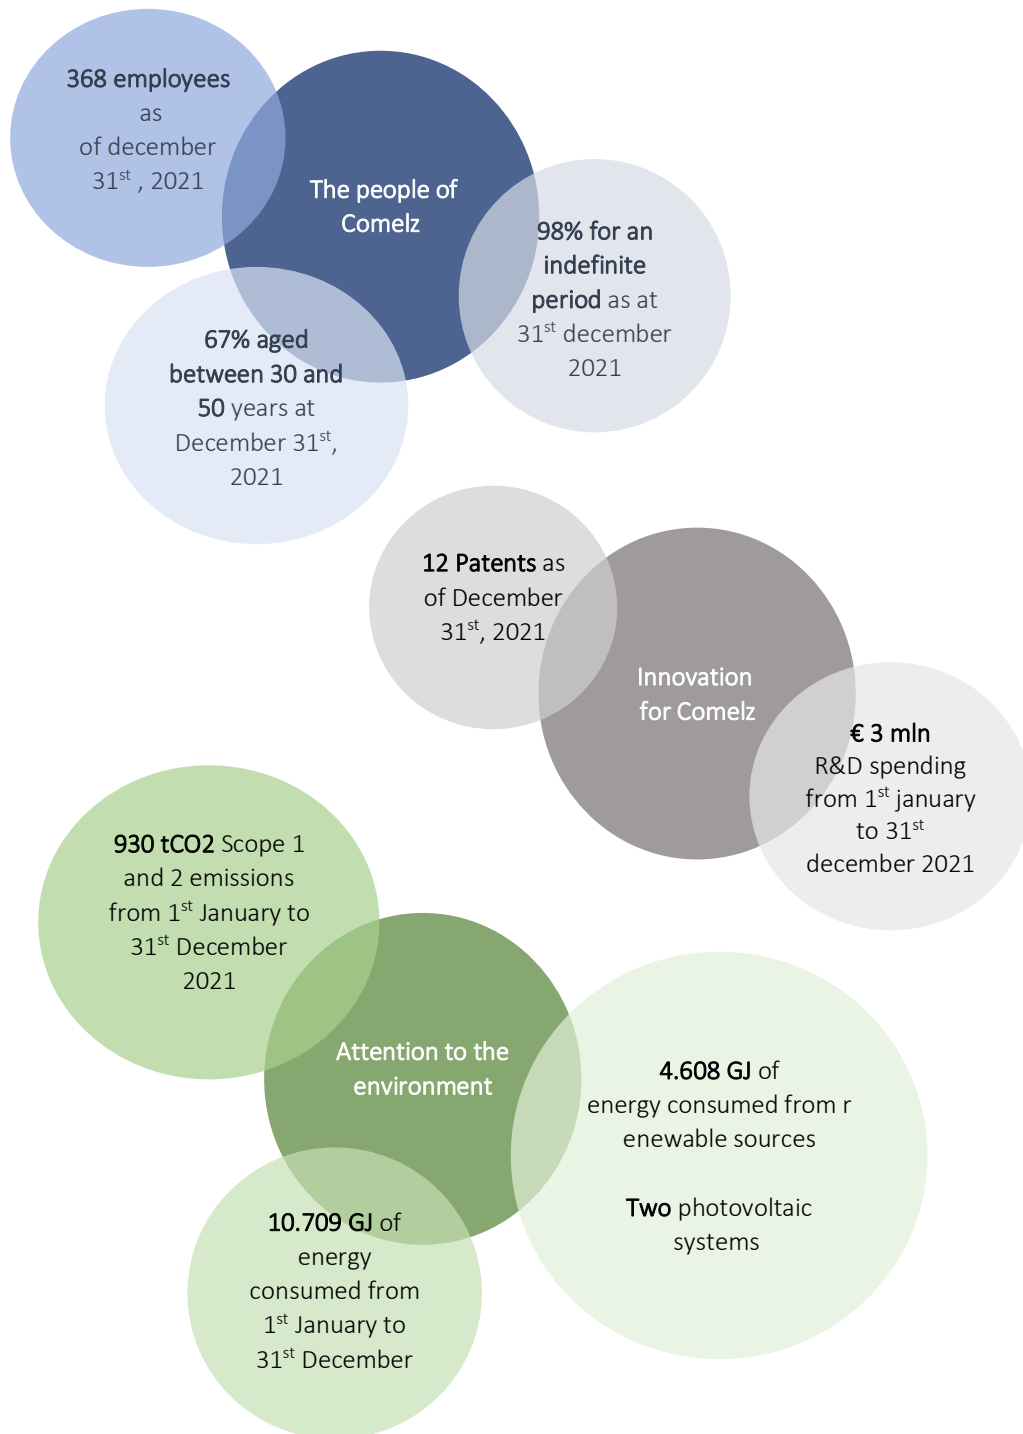 368 employees
as
of december
31st , 2021
The people of
Comelz
98% for an
indefinite
period as at
31st december
2021
67% aged
between 30 and
50 years at
December 31st,
2021
12 Patents as
of December
31st, 2021
Innovation
for Comelz
€ 3 mln
R&D spending
from 1st january
to 31st
december 2021
930 tCO2 Scope 1
and 2 emissions
from 1st January to
31st December
2021
Attention to the
environment
4.608 GJ of
energy consumed from r
enewable sources
Two photovoltaic
systems
10.709 GJ of
energy
consumed from
1st January to
31st December